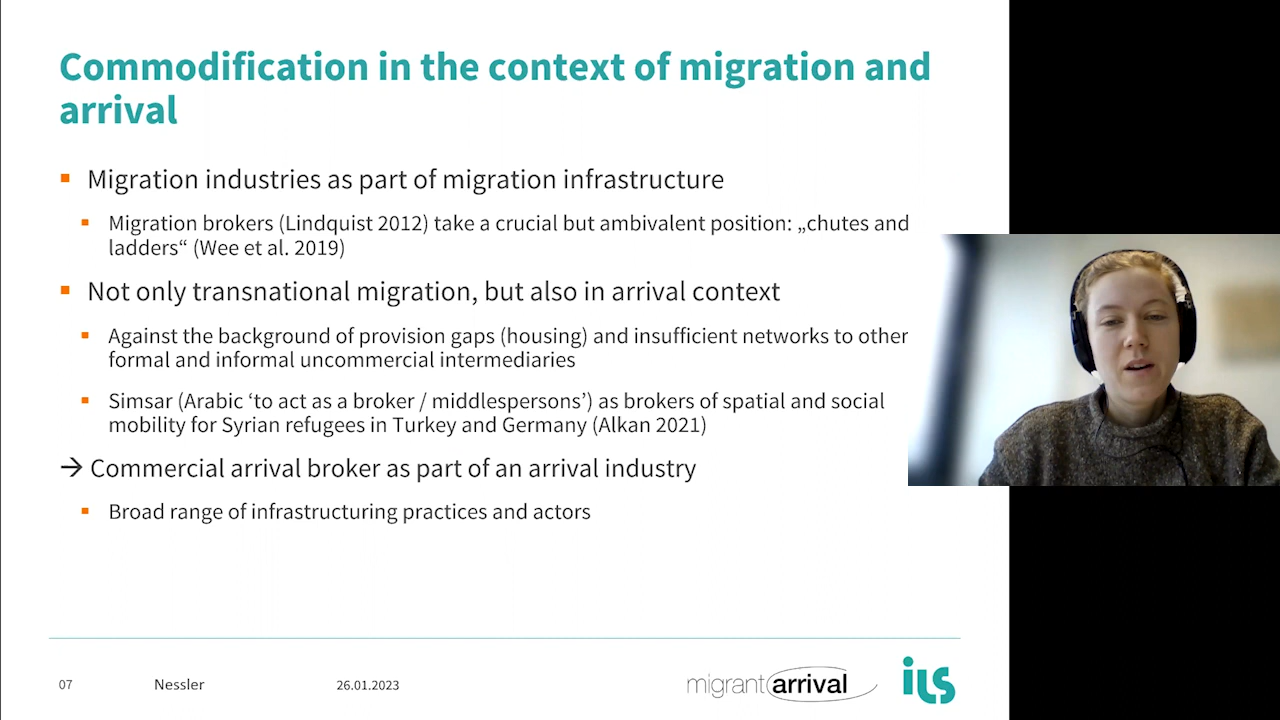 Commodification in the context of migration and
arrival
Migration industries as part of migration infrastructure
Migration brokers (Lindquist 2012) take a crucial but ambivalent position: „chutes and
ladders“ (Wee et al. 2019)
Not only transnational migration, but also in arrival context
Against the background of provision gaps (housing) and insufficient networks to other
formal and informal uncommercial intermediaries
Simsar (Arabic ‘to act as a broker / middlespersons’) as brokers of spatial and social
mobility for Syrian refugees in Turkey and Germany (Alkan 2021)
→ Commercial arrival broker as part of an arrival industry
Broad range of infrastructuring practices and actors
07 Nessler 26.01.2023 migrantarrival ils